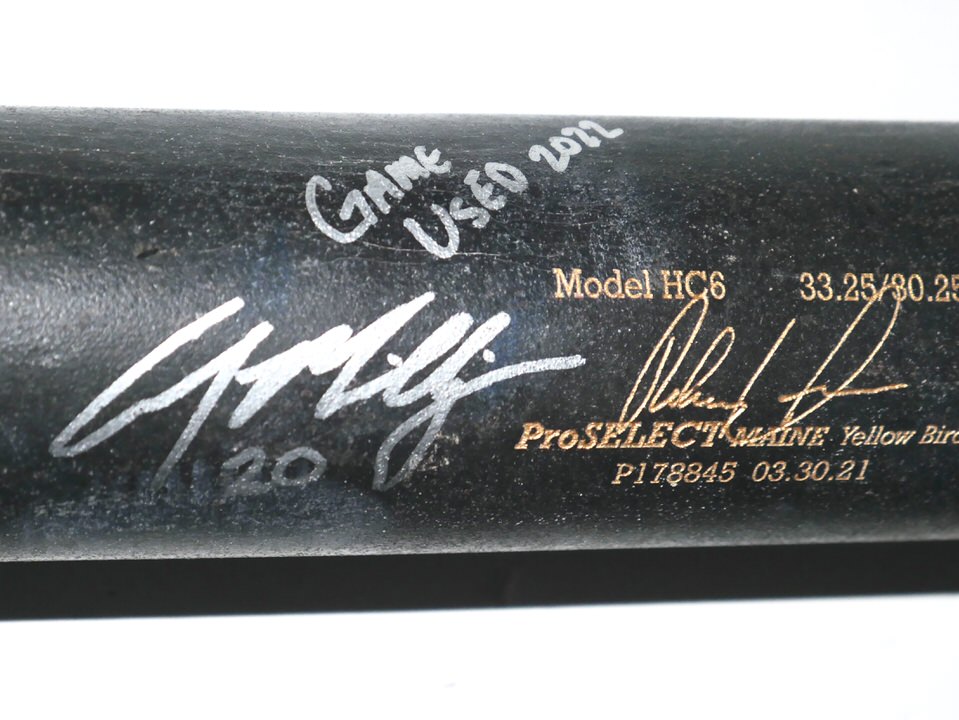 GAME
USED 2022
Model HC6 33.25/30.25
20
ProSELECT MAINE Yellow Bird
P178845 03.30.21